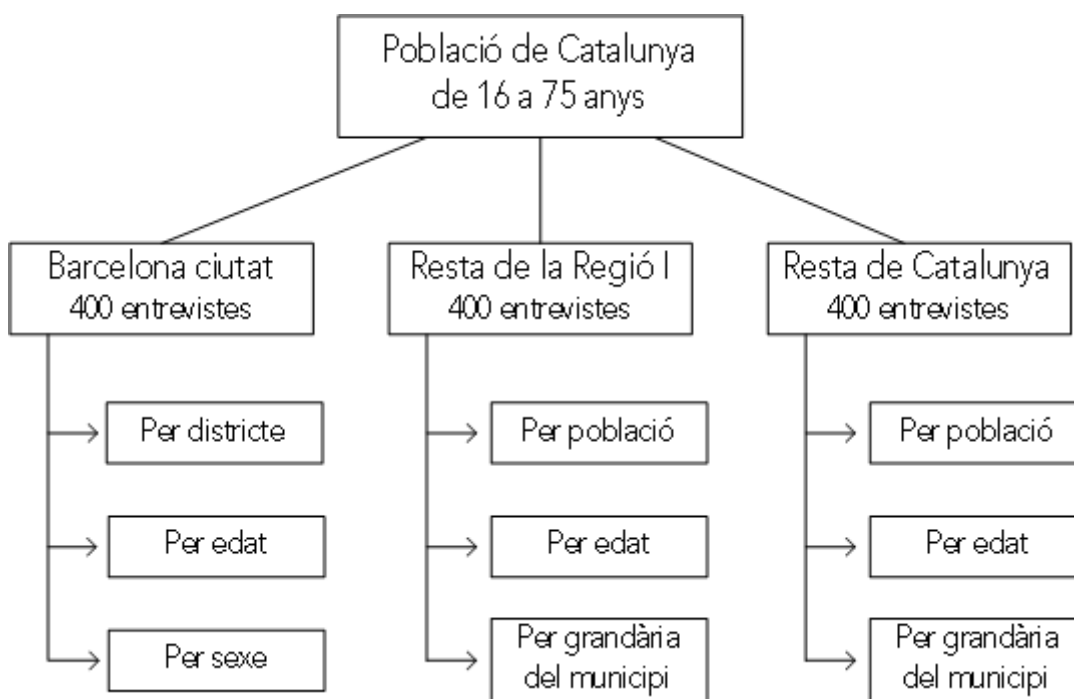 Població de Catalunya
de 16 a 75 anys
Barcelona ciutat
400 entrevistes
Resta de la Regió I
400 entrevistes
Resta de Catalunya
400 entrevistes
Per districte
Per població
Per població
Per edat
Per edat
Per edat
Per sexe
Per grandària
del municipi
Per grandària
del municipi